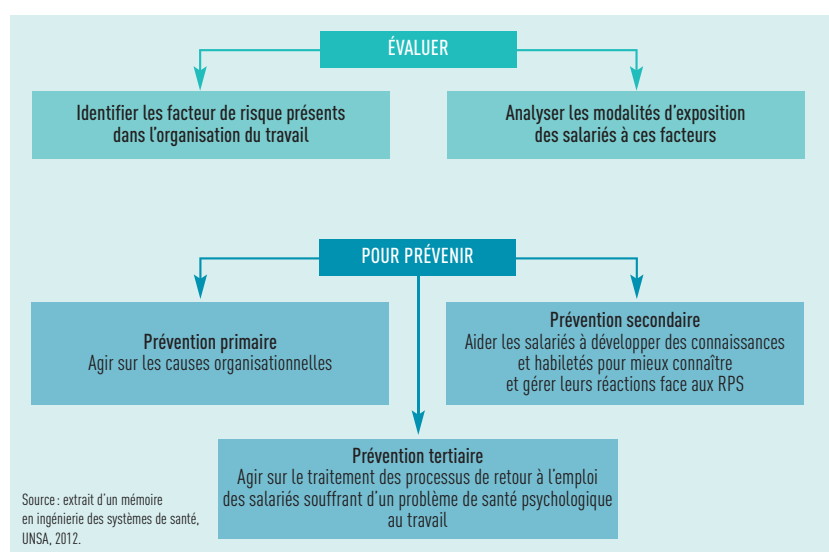 ÉVALUER
Identifier les facteur de risque présents
dans l'organisation du travail
Analyser les modalités d'exposition
des salariés à ces facteurs
POUR PRÉVENIR
Prévention primaire
Agir sur les causes organisationnelles
Prévention secondaire
Aider les salariés à développer des connaissances
et habiletés pour mieux connaître
et gérer leurs réactions face aux RPS
Prévention tertiaire
Agir sur le traitement des processus de retour à l'emploi
des salariés souffrant d'un problème de santé psychologique
au travail
Source : extrait d'un mémoire
en ingénierie des systèmes de santé,
UNSA, 2012.